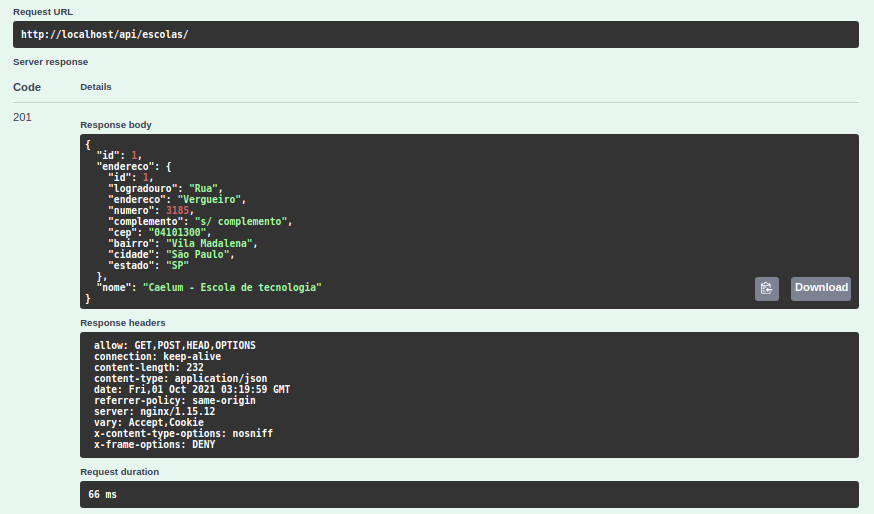 Request URL
http://localhost/api/escolas/
Server response
Code Details
201
Response body
{
"id": 1,
"endereco": {
"id": 1,
"logradouro": "Rua",
"endereco": "Vergueiro",
"numero": 3185,
"complemento": "s/ complemento",
"cep": "04101300",
"bairro": "Vila Madalena",
"cidade": "São Paulo",
"estado": "SP"
},
"nome": "Caelum - Escola de tecnologia"
}
Download
Response headers
allow: GET,POST,HEAD,OPTIONS
connection: keep-alive
content-length: 232
content-type: application/json
date: Fri,01 Oct 2021 03:19:59 GMT
referrer-policy: same-origin
server: nginx/1.15.12
vary: Accept,Cookie
x-content-type-options: nosniff
x-frame-options: DENY
Request duration
66 ms